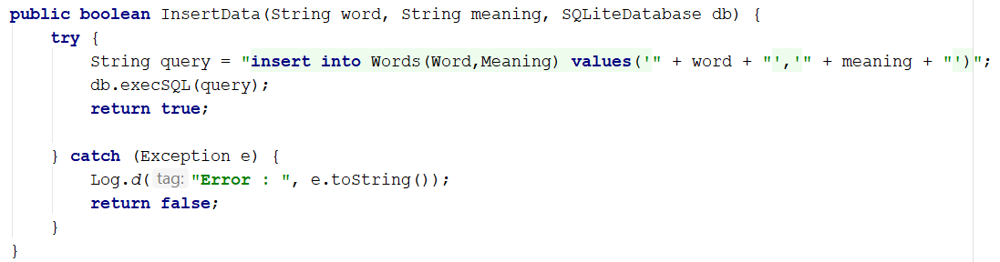 public boolean InsertData(String word, String meaning, SQLiteDatabase db) {
try {
String query = "insert into Words(Word,Meaning) values('" + word + "','" + meaning + "')";
db.execSQL(query);
return true;
} catch (Exception e) {
Log.d( tag: "Error : ", e.toString());
return false;
}
}